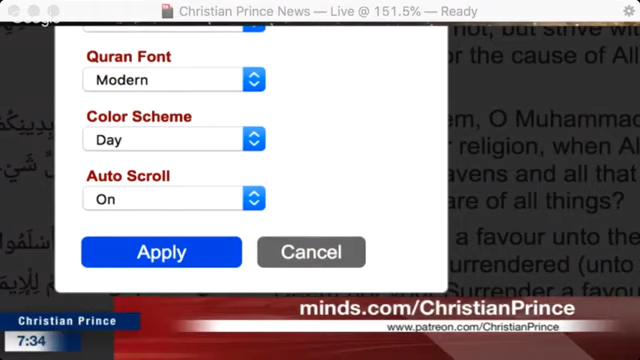 Christian Prince News — Live @ 151.5% — Ready
Google
not, but strive with
or the cause of All
Quran Font
Modern
Color Scheme
Day
em, O Muhammad
r religion, when Al
avens and all that
are of all things?
Auto Scroll
On
a favour unto the
urrendered (unto
Surrender a favou
Apply
Cancel
minds.com/ChristianPrince
www.patreon.com/ChristianPrince
Christian Prince
7:34